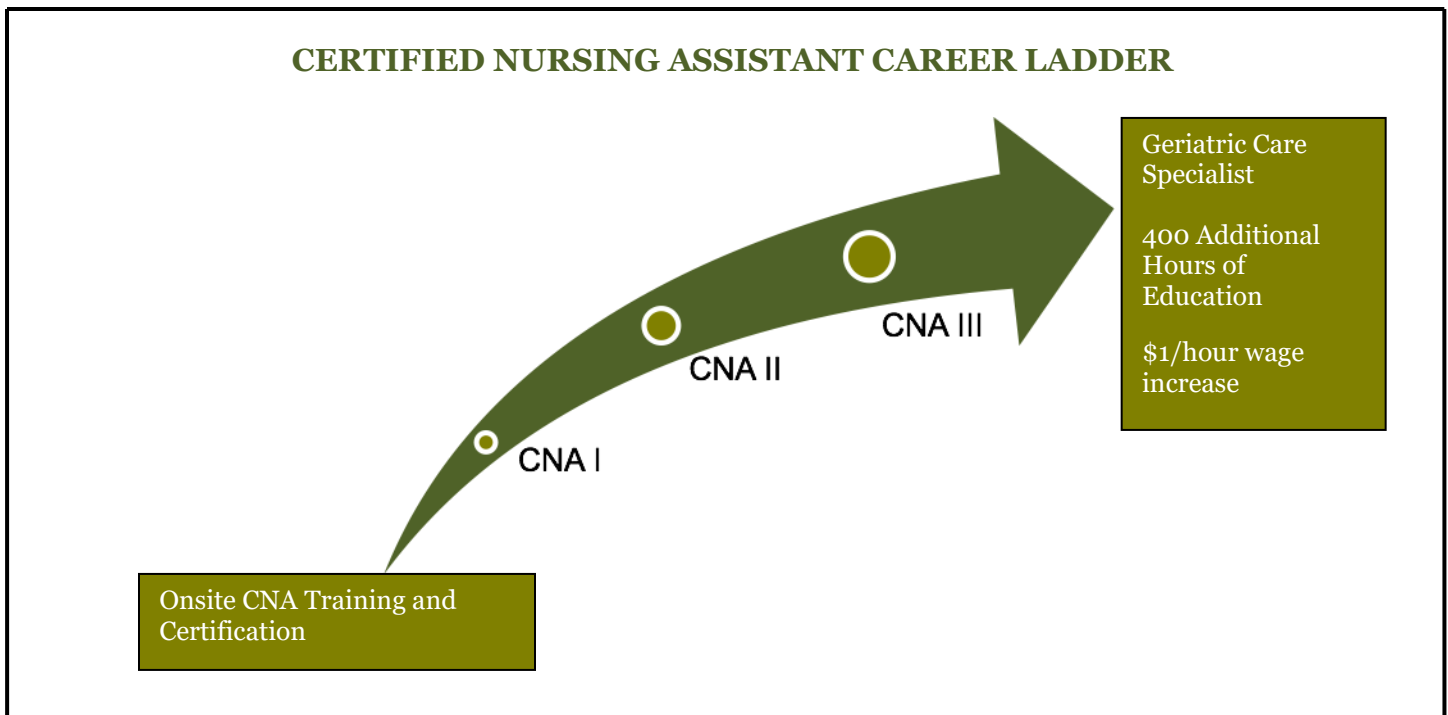 CERTIFIED NURSING ASSISTANT CAREER LADDER
Geriatric Care
Specialist
400 Additional
Hours of
Education
$1/hour wage
increase
CNA III
CNA II
CNA I
Onsite CNA Training and
Certification